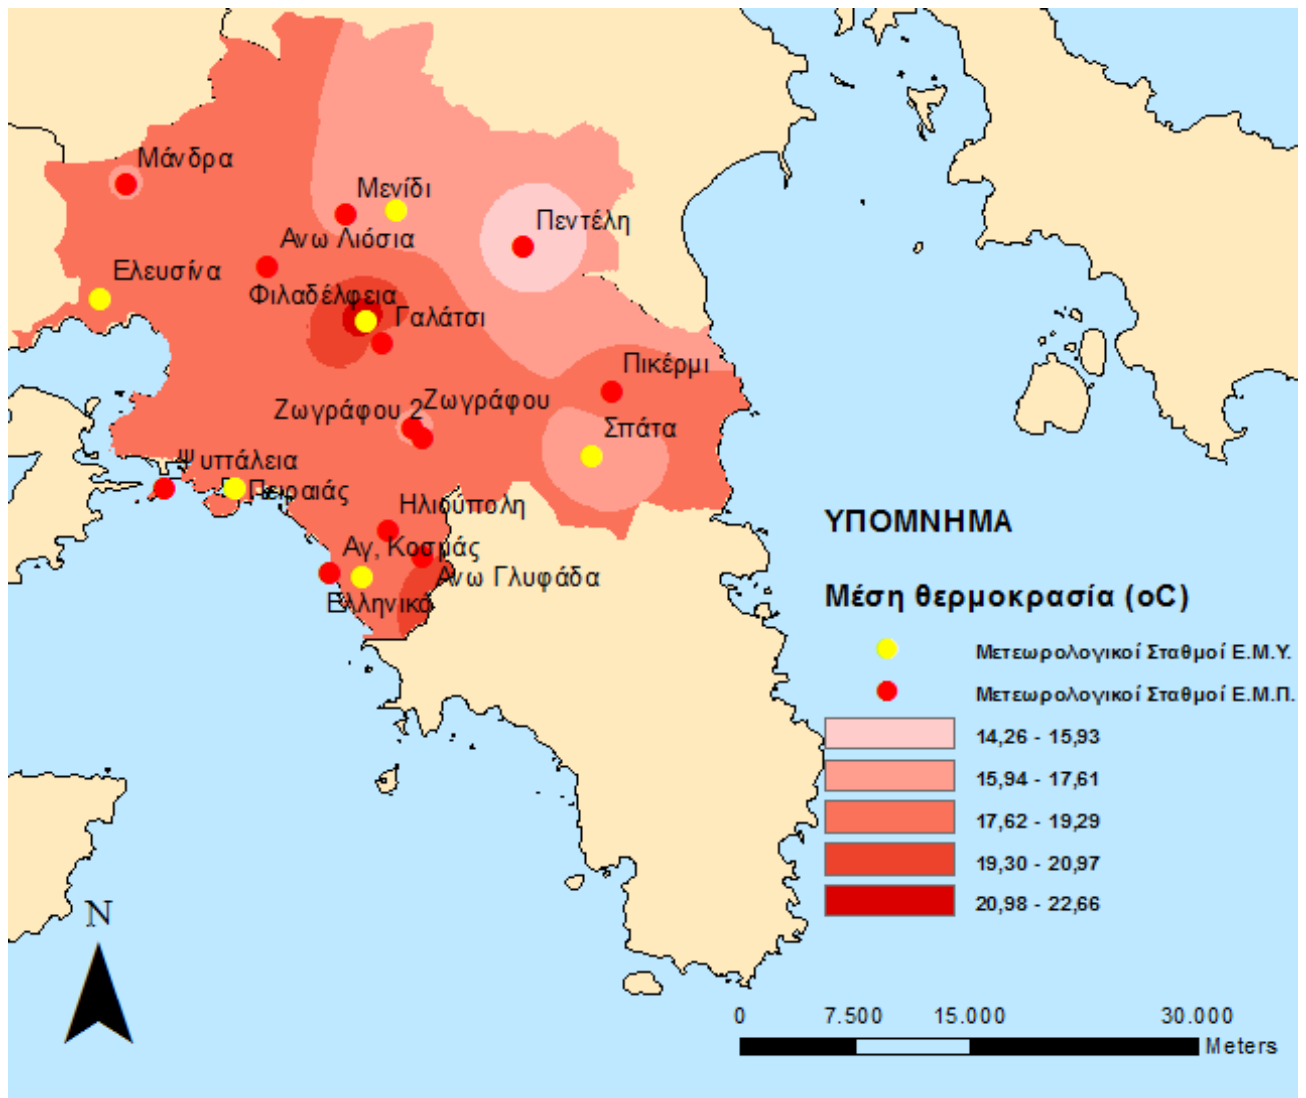 Μάνδρα
Μενίδι
Πεντέλη
Ανω Λιόσια
Ελευσίνα
Φιλαδέλφεια
Γαλάτσι
Πικέρμι
Ζωγράφου 2
Ζωγράφου
Σπάτα
Ψυττάλεια
Πειραιάς
Ηλιούπολη
Αγ, Κοσμάς
Ανω Γλυφάδα
Ελληνικό
ΥΠΟΜΝΗΜΑ
Μέση θερμοκρασία (oC)
Μετεωρολογικοί Σταθμοί Ε.Μ.Υ.
Μετεωρολογικοί Σταθμοί Ε.Μ.Π.
14,26 - 15,93
15,94 - 17,61
17,62 - 19,29
19,30 - 20,97
20,98 - 22,66
N
0 7.500 15.000 30.000
Meters